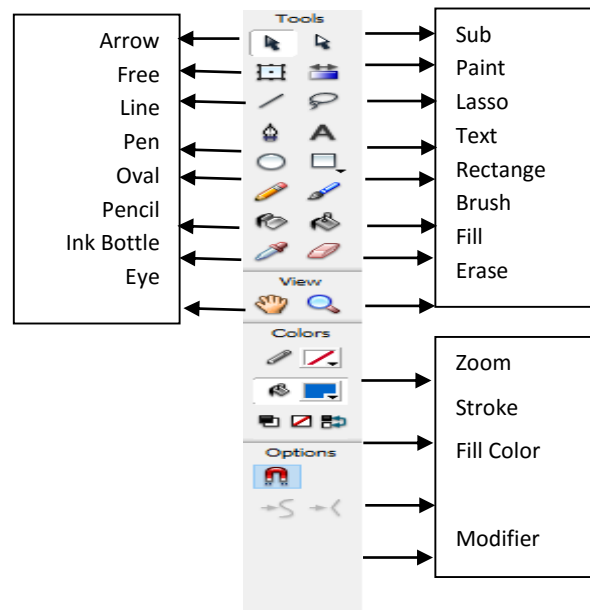 Tools
Arrow
Free
Line
Pen
Oval
Pencil
Ink Bottle
Eye
Sub
Paint
Lasso
Text
Rectange
Brush
Fill
Erase
A
View
Colors
Options
Zoom
Stroke
Fill Color
Modifier